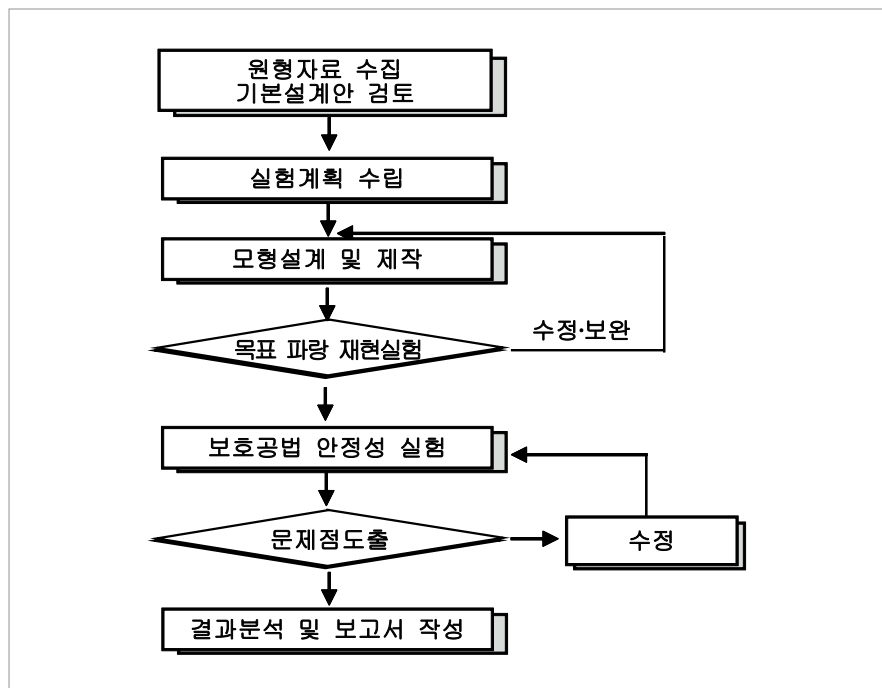 원형자료 수집
기본설계안 검토
실험계획 수립
모형설계 및 제작
목표 파랑 재현실험
수정·보완
보호공법 안정성 실험
문제점도출
수정
결과분석 및 보고서 작성